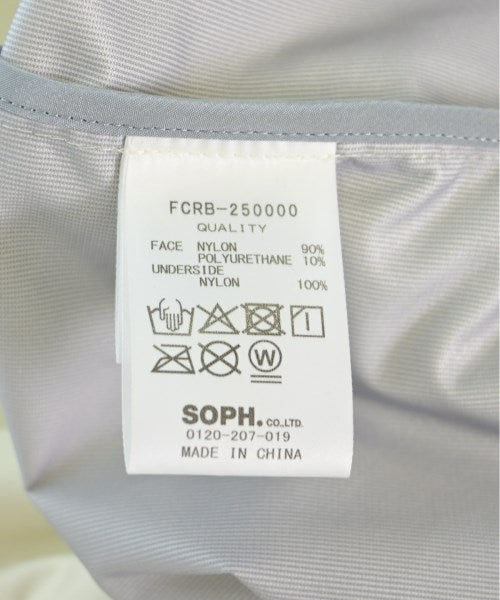 FCRB-250000
QUALITY
FACE NYLON 90%
POLYURETHANE 10%
UNDERSIDE
NYLON 100%
W
SOPH.CO.,LTD.
0120-207-019
MADE IN CHINA